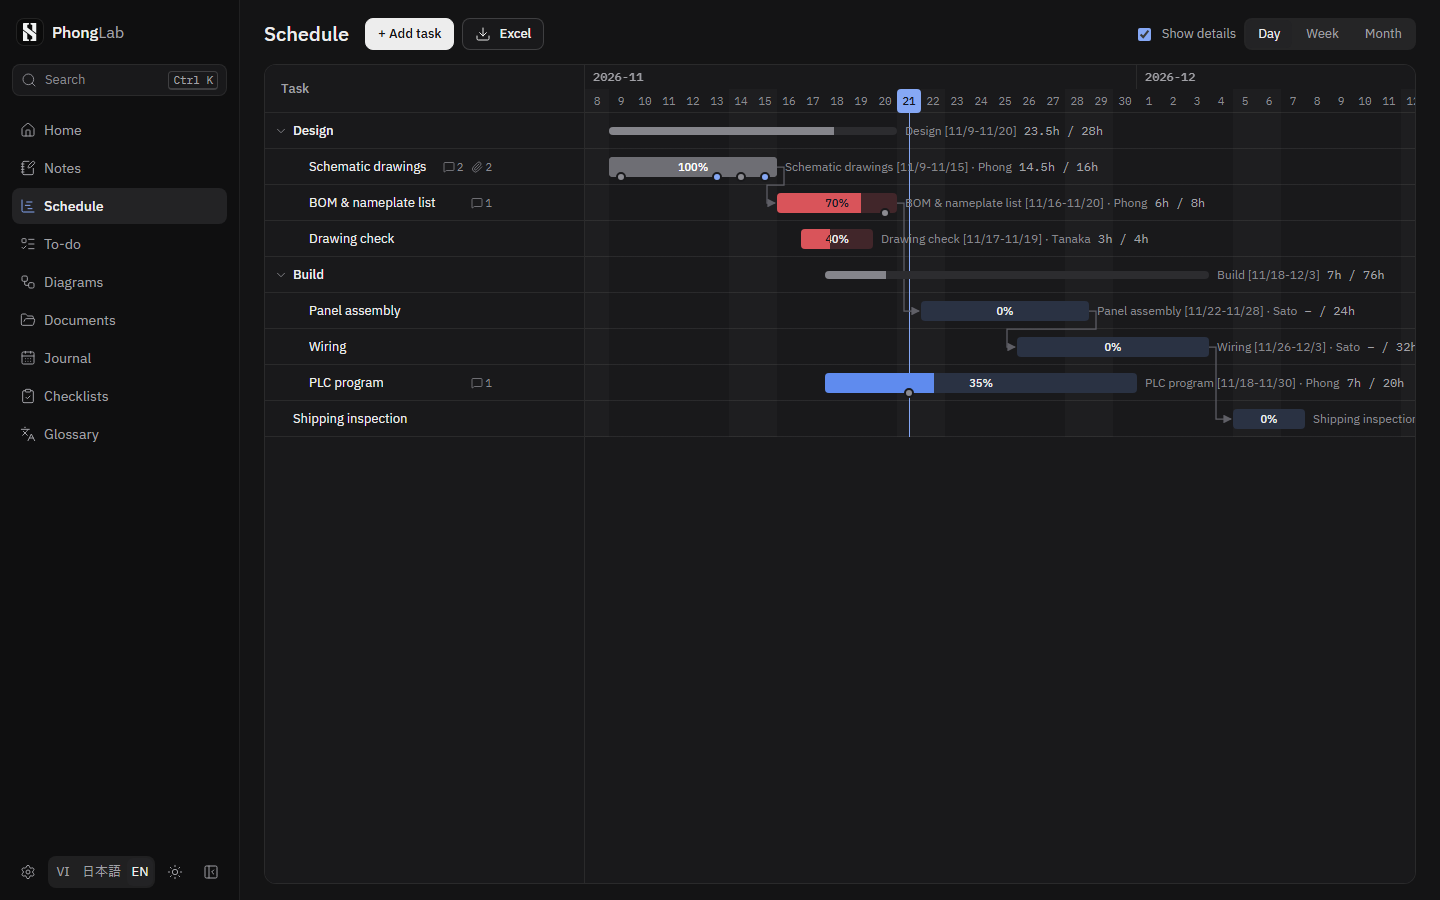 PhongLab
Search Ctrl K
Home
Notes
Schedule
To-do
Diagrams
Documents
Journal
Checklists
Glossary
VI 日本語 EN
Schedule + Add task Excel Show details Day Week Month
Task 2026-11 2026-12
8 9 10 11 12 13 14 15 16 17 18 19 20 21 22 23 24 25 26 27 28 29 30 1 2 3 4 5 6 7 8 9 10 11 12
Design Design [11/9-11/20] 23.5h / 28h
Schematic drawings 2 2 100% Schematic drawings [11/9-11/15] · Phong 14.5h / 16h
BOM & nameplate list 1 70% BOM & nameplate list [11/16-11/20] · Phong 6h / 8h
Drawing check 40% Drawing check [11/17-11/19] · Tanaka 3h / 4h
Build Build [11/18-12/3] 7h / 76h
Panel assembly 0% Panel assembly [11/22-11/28] · Sato – / 24h
Wiring 0% Wiring [11/26-12/3] · Sato – / 32h
PLC program 1 35% PLC program [11/18-11/30] · Phong 7h / 20h
Shipping inspection 0% Shipping inspection